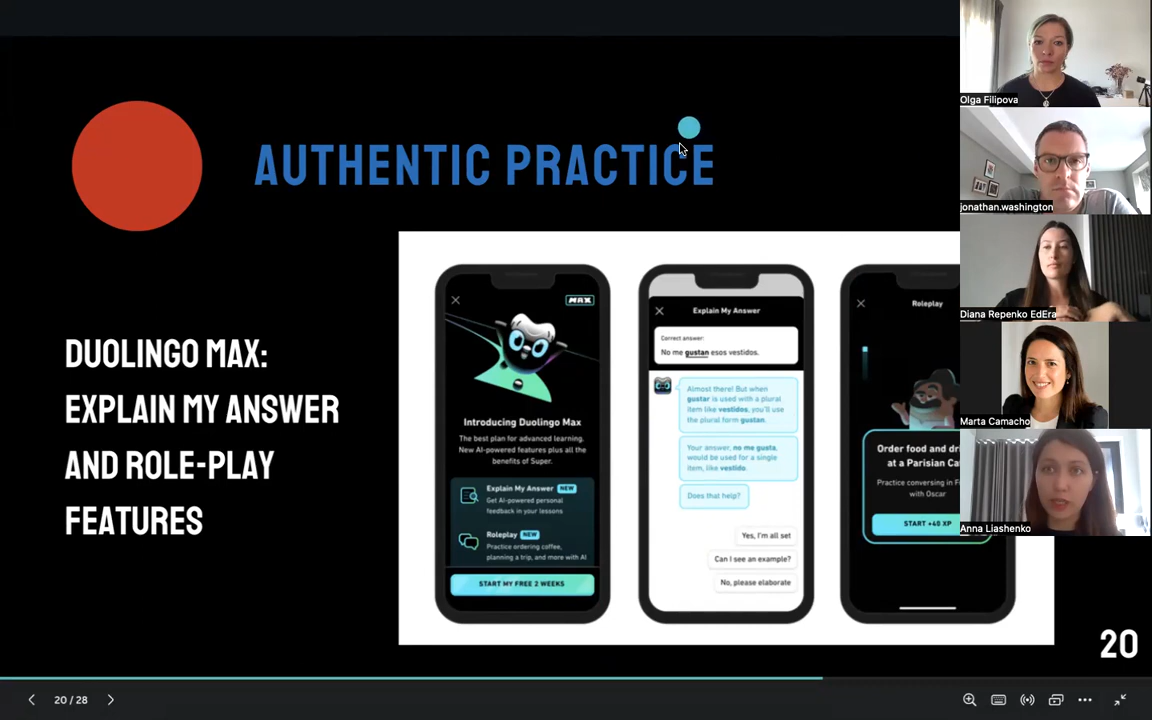 AUTHENTIC PRACTICE
DUOLINGO MAX:
EXPLAIN MY ANSWER
AND ROLE-PLAY
FEATURES
MAX
Introducing Duolingo Max
The best plan for advanced learning.
New AI-powered features plus all the
benefits of Super.
Explain My Answer NEW
Get AI-powered personal
feedback in your lessons
Roleplay NEW
Practice ordering coffee,
planning a trip, and more with AI
START MY FREE 2 WEEKS
Explain My Answer
Correct answer:
No me gustan esos vestidos.
Almost there! But when
gustar is used with a plural
item like vestidos, you'll use
the plural form gustan.
Your answer, no me gusta,
would be used for a single
item, like vestido.
Does that help?
Yes, I'm all set
Can I see an example?
No, please elaborate
Roleplay
Order food and
at a Parisian
Practice conversing in
with Oscar
START +40 XP
Olga Filipova
jonathan.washington
Diana Repenko EdEra
Marta Camacho
Anna Liashenko
20
20 / 28